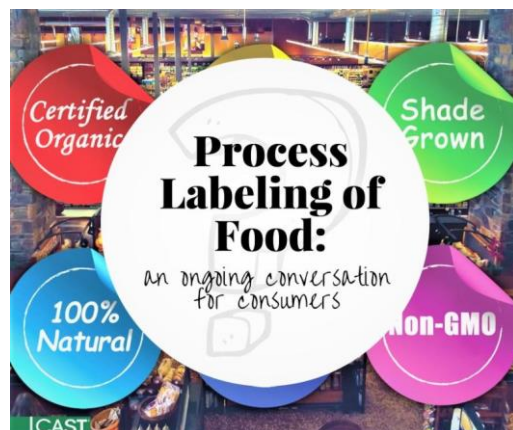 Certified
Organic
Shade
Grown
Process
Labeling of
Food:
an ongoing conversation
for consumers
100%
Natural
Non-GMO
CAST